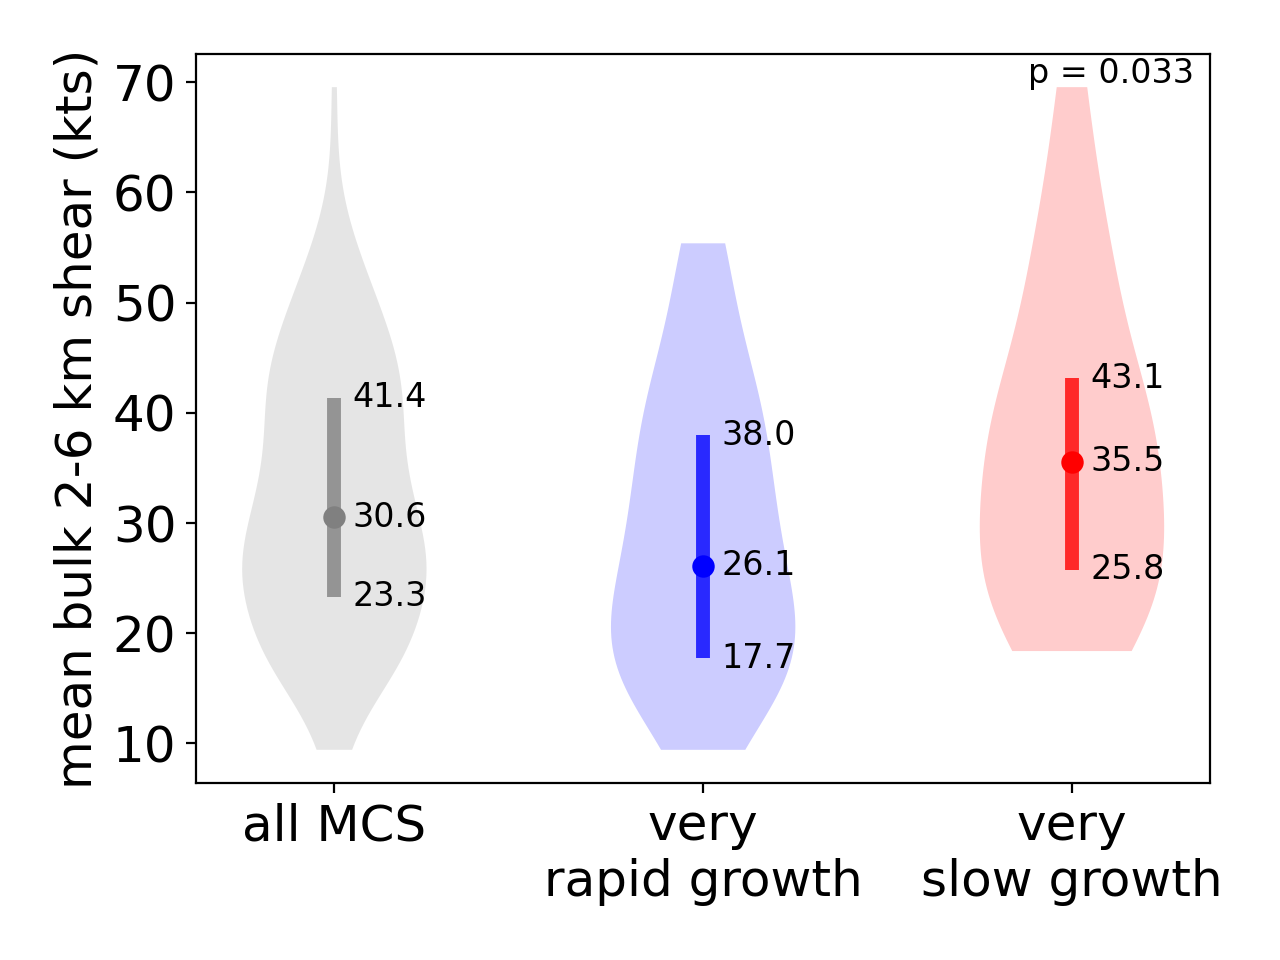 mean bulk 2-6 km shear (kts)
70
60
50
40
30
20
10
p = 0.033
41.4
30.6
23.3
38.0
26.1
17.7
43.1
35.5
25.8
all MCS
very
rapid growth
very
slow growth